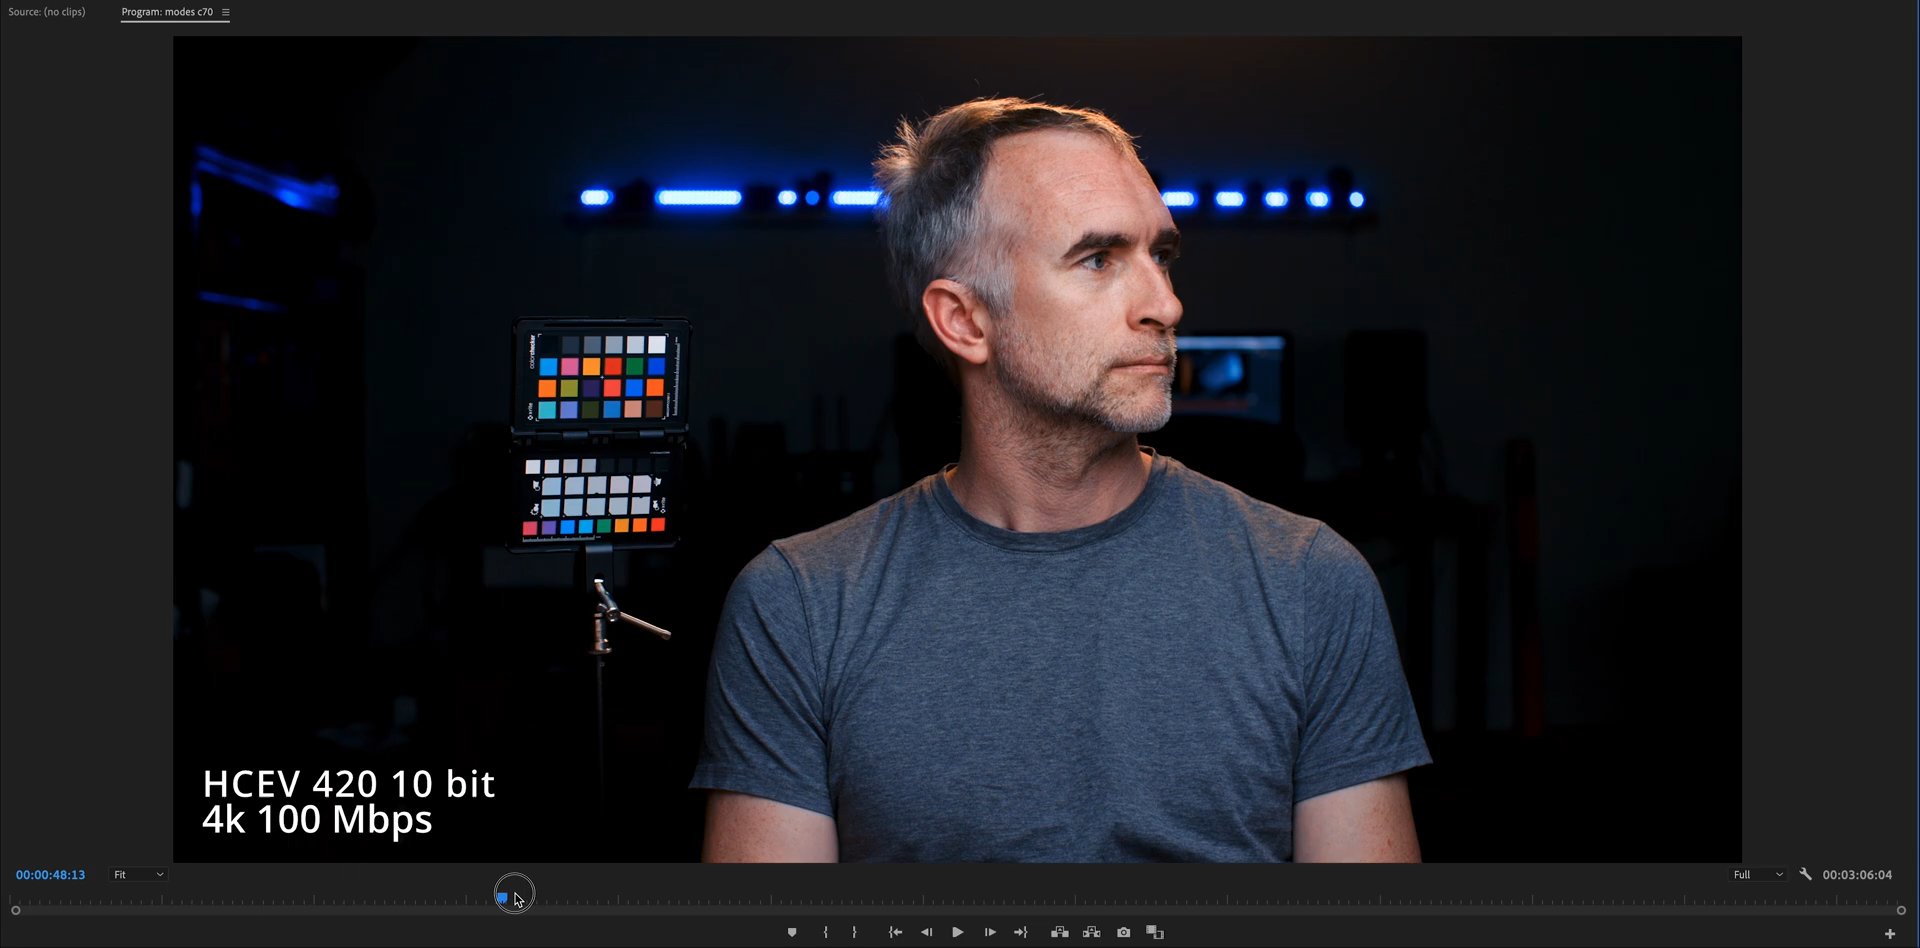 Source: (no clips)
Program: modes c70
HCEV 420 10 bit
4k 100 Mbps
00:00:48:13
Fit
Full
00:03:06:04